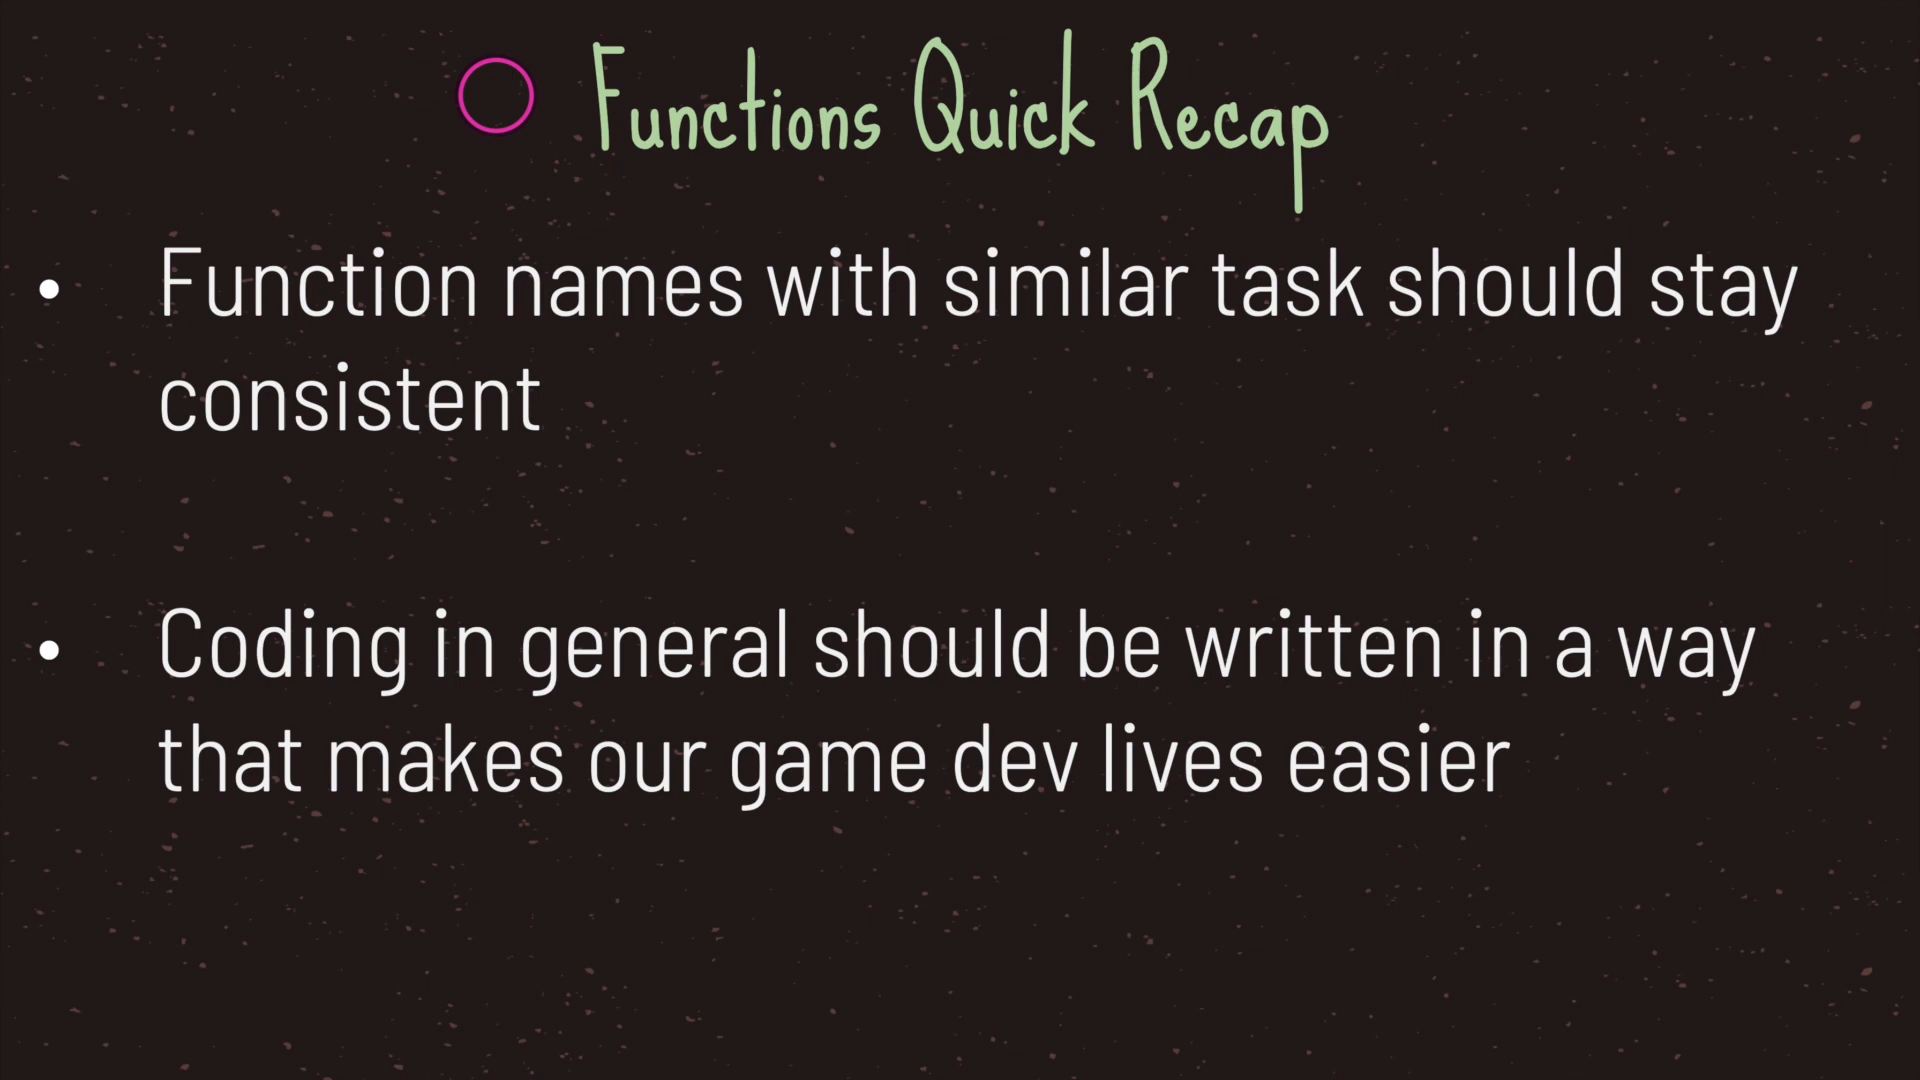 Functions Quick Recap
• Function names with similar task should stay
consistent
• Coding in general should be written in a way
that makes our game dev lives easier